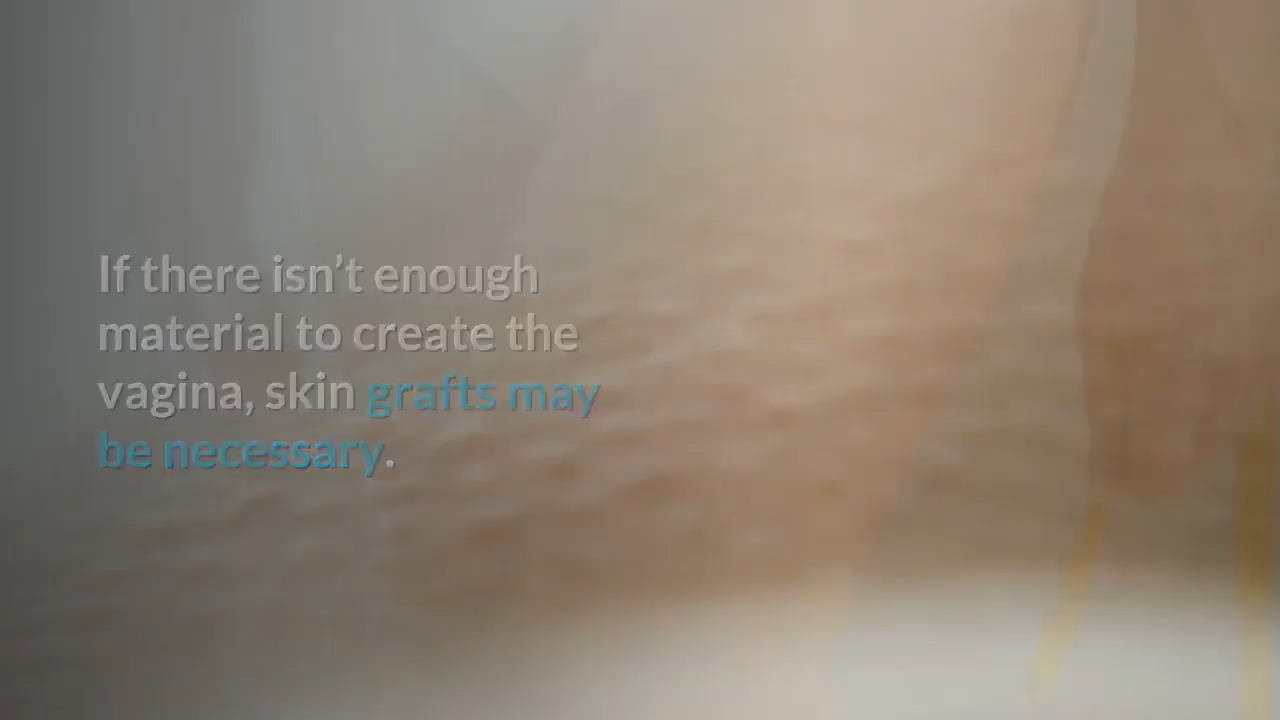 If there isn’t enough
material to create the
vagina, skin grafts may
be necessary.